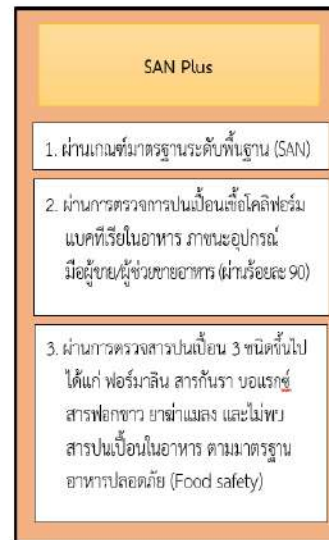 SAN Plus
1. ผ่านเกณฑ์มาตรฐานระดับพื้นฐาน (SAN)
2. ผ่านการตรวจการปนเปื้อนเชื้อโคลิฟอร์ม
แบคทีเรียในอาหาร ภาชนะอุปกรณ์
มือผู้ขาย/ผู้ช่วยขายอาหาร (ผ่านร้อยละ 90)
3. ผ่านการตรวจสารปนเปื้อน 3 ชนิดขึ้นไป
ได้แก่ ฟอร์มาลิน สารกันรา บอแรกซ์
สารฟอกขาว ยาฆ่าแมลง และไม่พบ
สารปนเปื้อนในอาหาร ตามมาตรฐาน
อาหารปลอดภัย (Food safety)